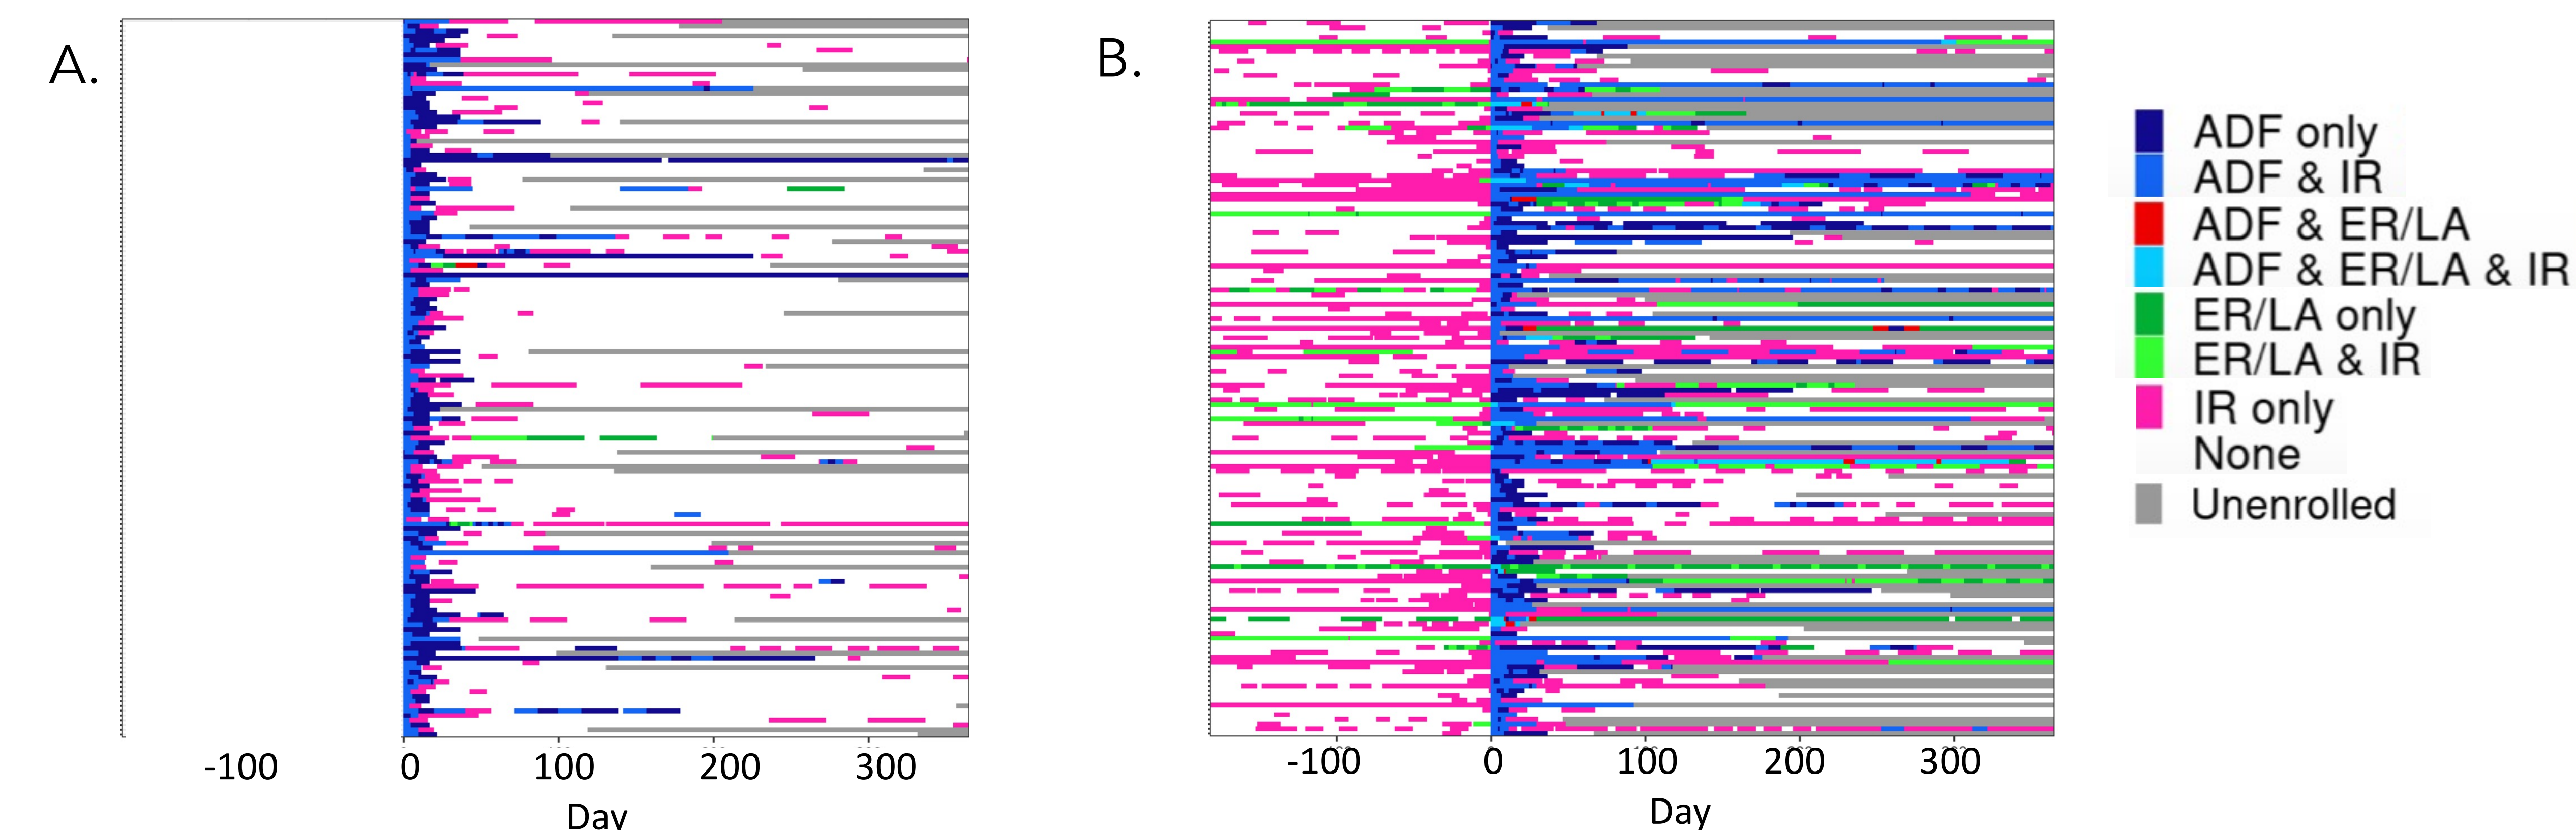 A.
B.
-100 0 100 200 300
Day
-100 0 100 200 300
Day
ADF only
ADF & IR
ADF & ER/LA
ADF & ER/LA & IR
ER/LA only
ER/LA & IR
IR only
None
Unenrolled